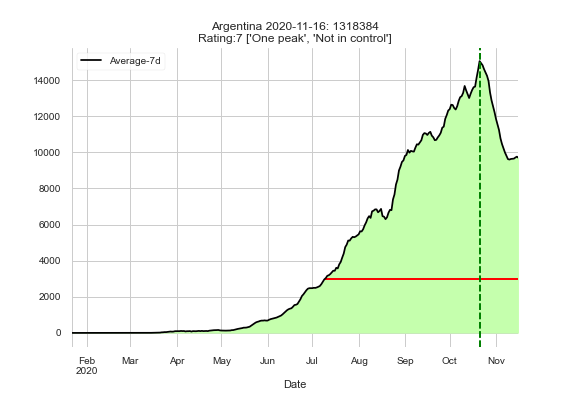 Argentina 2020-11-16: 1318384
Rating:7 ['One peak', 'Not in control']
Average-7d
14000
12000
10000
8000
6000
4000
2000
0
Feb Mar Apr May Jun Jul Aug Sep Oct Nov
2020
Date